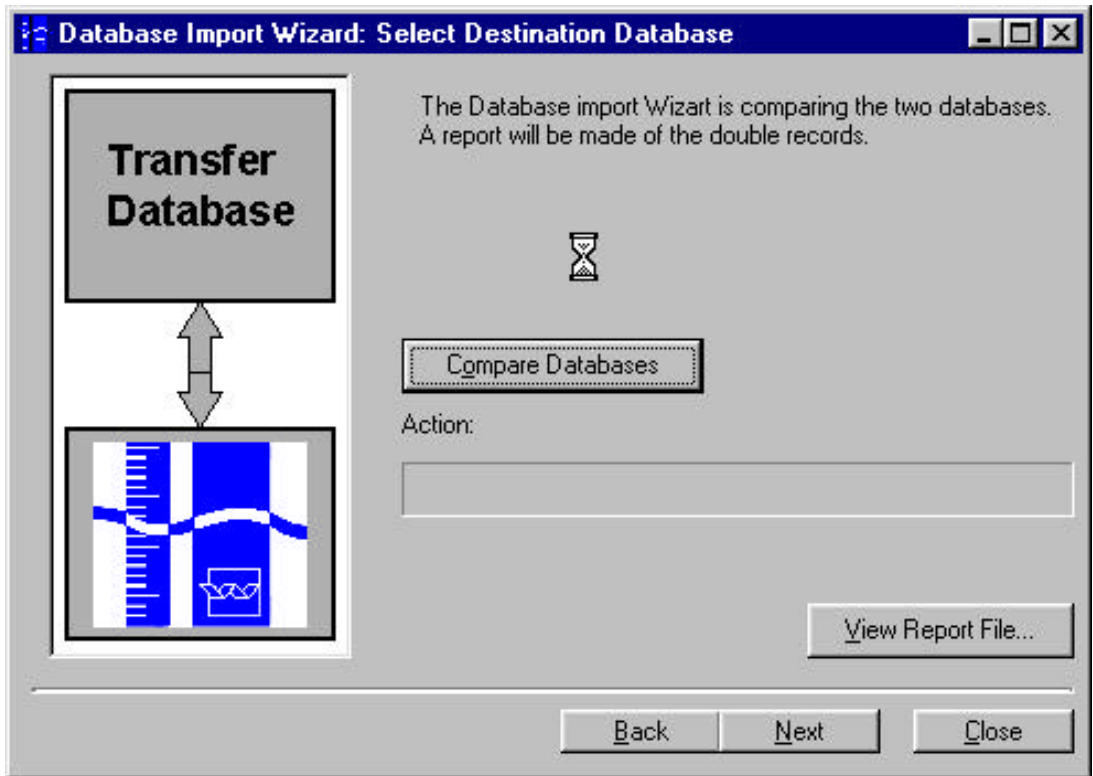 Database Import Wizard: Select Destination Database
Transfer
Database
The Database import Wizart is comparing the two databases.
A report will be made of the double records.
Compare Databases
Action:
View Report File...
Back Next Close